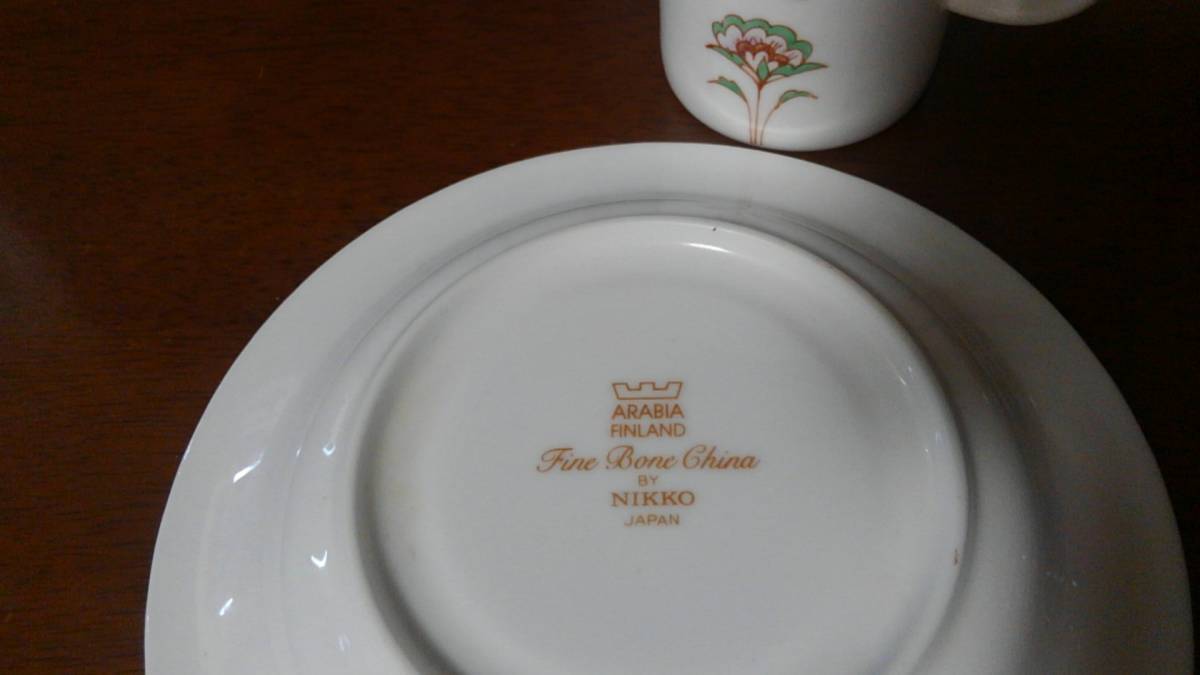 ARABIA
FINLAND
Fine Bone China
BY
NIKKO
JAPAN